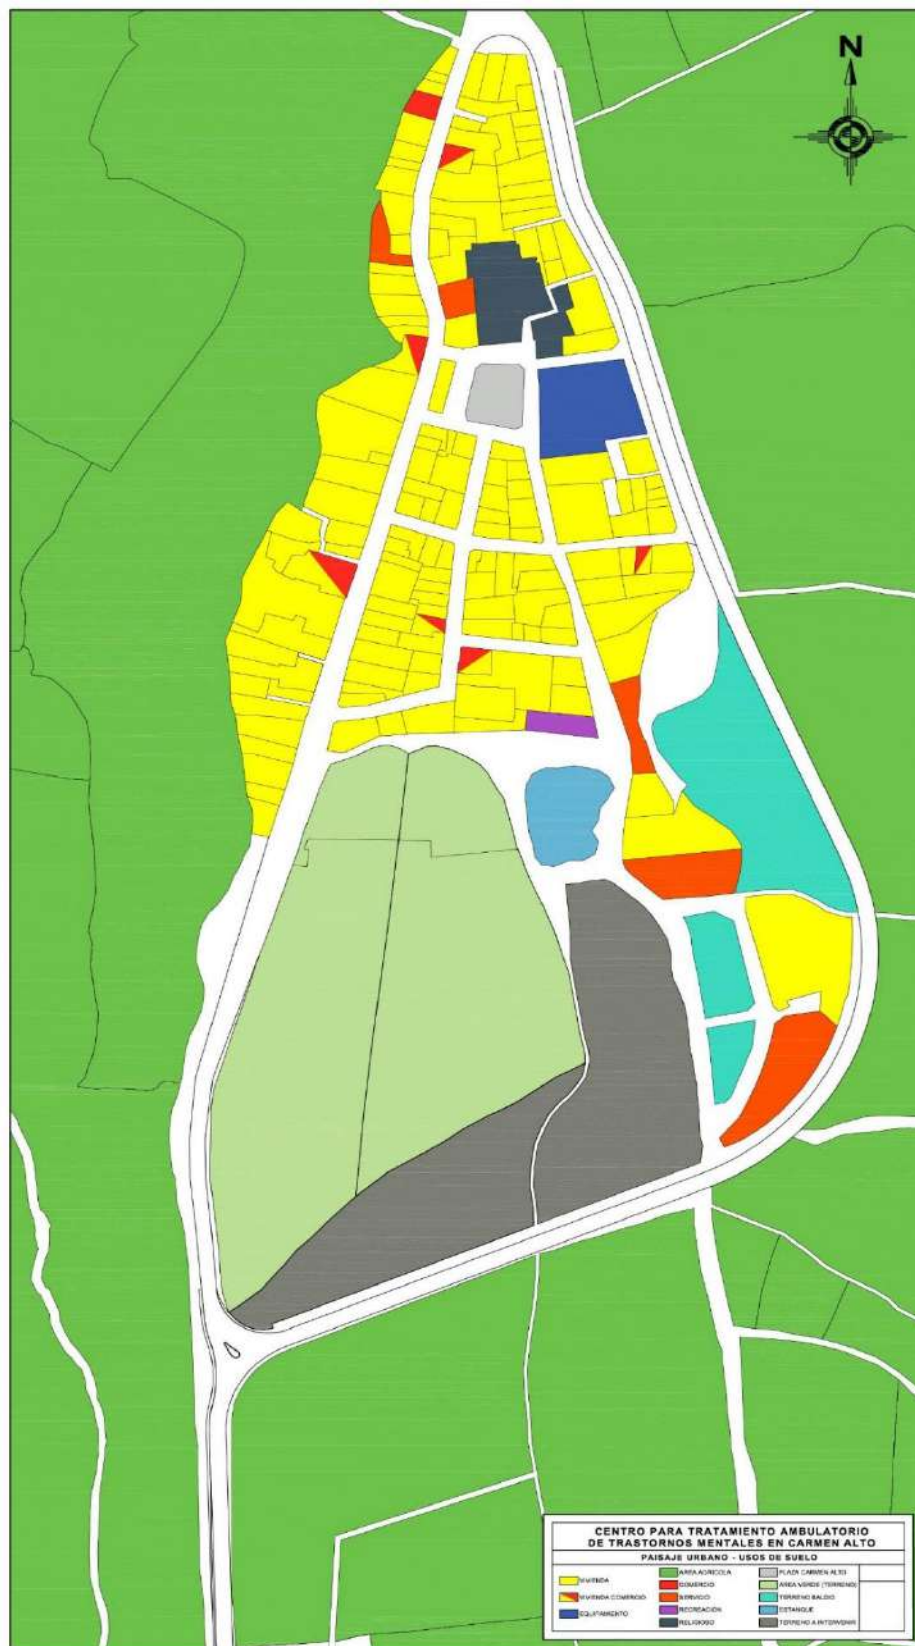 N
CENTRO PARA TRATAMIENTO AMBULATORIO
DE TRASTORNOS MENTALES EN CARMEN ALTO
PAISAJE URBANO - USOS DE SUELO
VIVIENDA
VIVIENDA COMERCIO
EQUIPAMIENTO
AREA AGRICOLA
COMERCIO
SERVICIO
RECREACIÓN
RELIGIOSO
PLAZA CARMEN ALTO
AREA VERDE (TERRENO)
TERRENO BALDIO
ESTANQUE
TERRENO A INTERVENIR